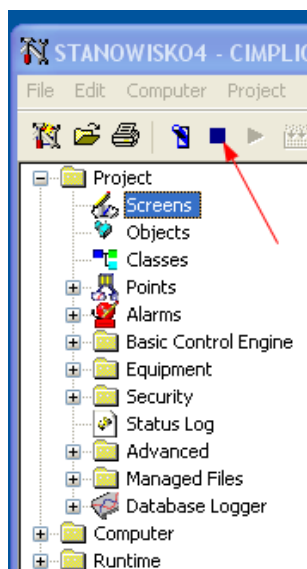 STANOWISKO4 - CIMPLIC
File Edit Computer Project
Project
Screens
Objects
Classes
Points
Alarms
Basic Control Engine
Equipment
Security
Status Log
Advanced
Managed Files
Database Logger
Computer
Runtime